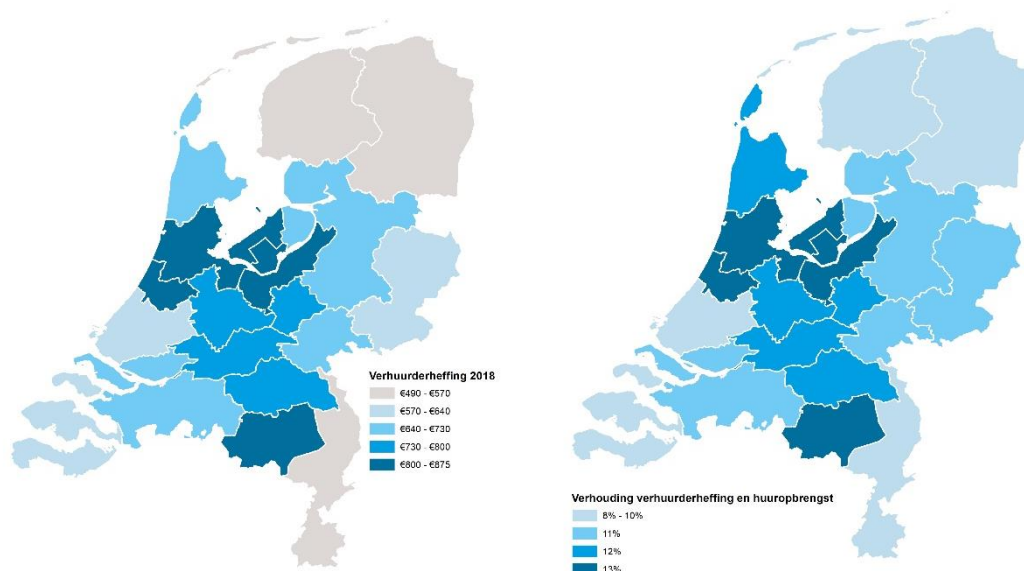 Verhuurderheffing 2018
€490 - €570
€570 - €640
€640 - €730
€730 - €800
€800 - €875
Verhouding verhuurderheffing en huuropbrengst
8% - 10%
11%
12%
13%